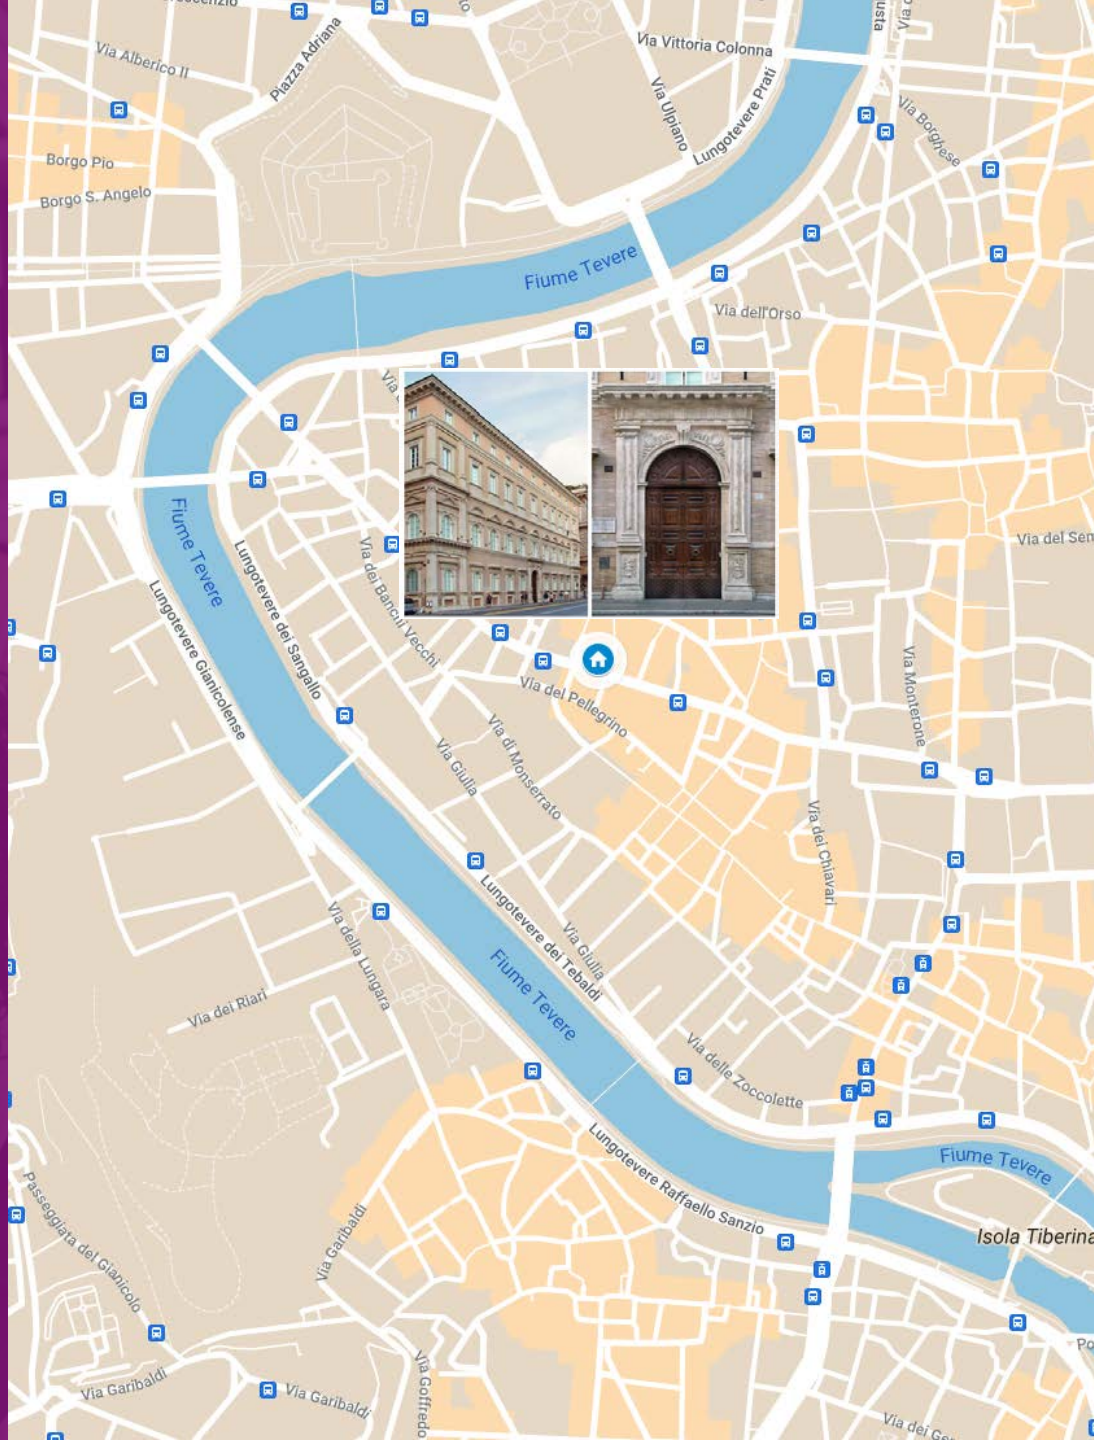 Via Alberico II
Piazza Adriana
Via Vittoria Colonna
Via Ulpiano
Lungotevere Prati
Via Borghese
Borgo Pio
Borgo S. Angelo
Fiume Tevere
Via dell'Orso
Fiume Tevere
Via del Sem
Lungotevere dei Sangallo
Via dei Banchi Vecchi
Lungotevere Gianicolense
Via del Pellegrino
Via Monterone
Via Giulia
Via di Monserrato
Via dei Chiavari
Via della Lungara
Lungotevere dei Tebaldi
Via Giulia
Fiume Tevere
Via dei Riari
Via delle Zoccolette
Lungotevere Raffaello Sanzio
Fiume Tevere
Isola Tiberina
Passeggiata del Gianicolo
Via Garibaldi
Via Garibaldi
Via Garibaldi
Via Goffredo
Via dei Ge